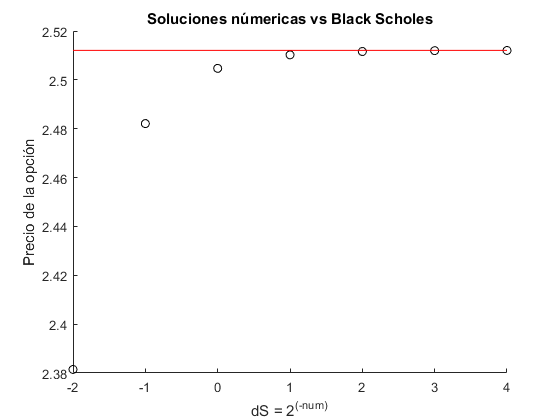 Soluciones númericas vs Black Scholes
2.52
2.5
2.48
2.46
2.44
2.42
2.4
2.38
Precio de la opción
-2 -1 0 1 2 3 4
dS = 2^(-num)